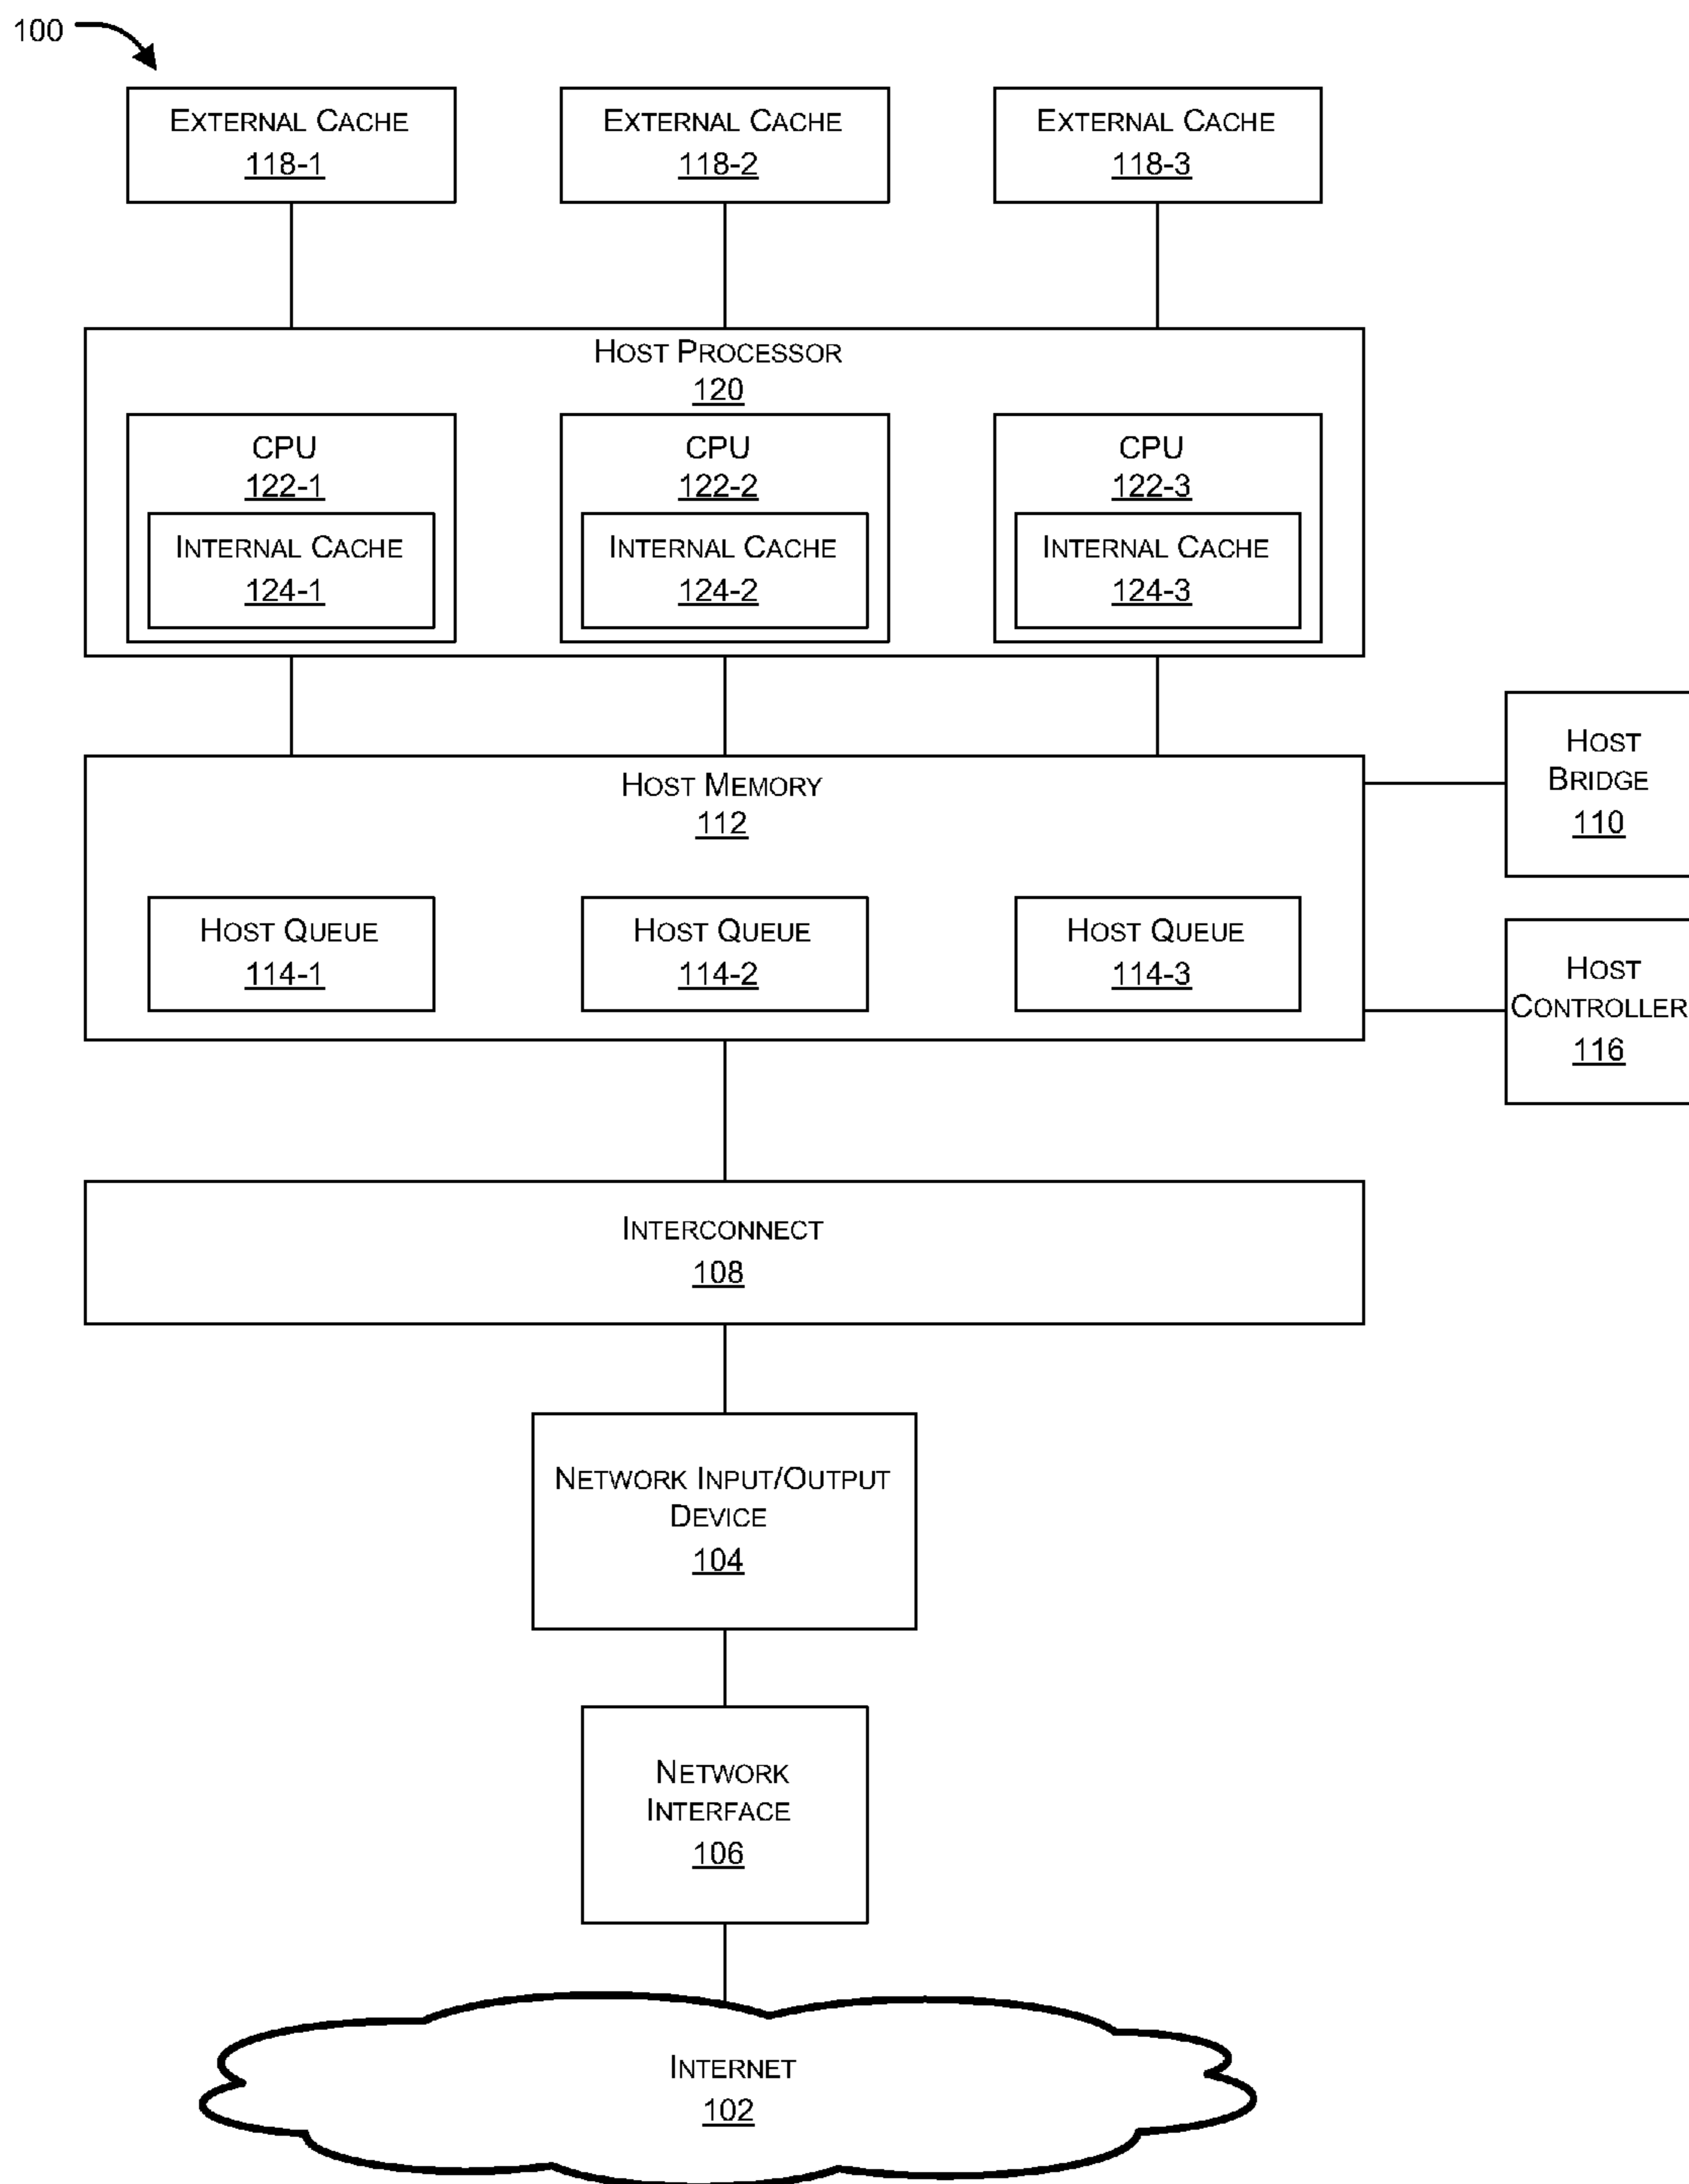 100
External Cache
118-1
External Cache
118-2
External Cache
118-3
Host Processor
120
CPU
122-1
Internal Cache
124-1
CPU
122-2
Internal Cache
124-2
CPU
122-3
Internal Cache
124-3
Host Memory
112
Host Queue
114-1
Host Queue
114-2
Host Queue
114-3
Host
Bridge
110
Host
Controller
116
Interconnect
108
Network Input/Output
Device
104
Network
Interface
106
Internet
102